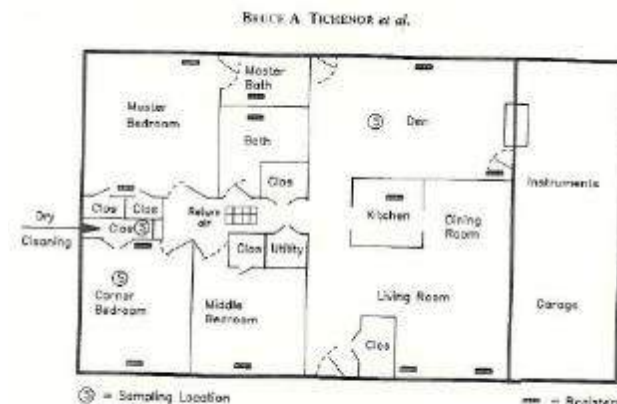 BRUCE A. TICHENOR et al.
Master
Bath
Master
Bedroom
Bath
Den
Clos
Instruments
Clos
Clos
Return
air
Kitchen
Dining
Room
Dry
Cleaning
Clos
Clos
Utility
Corner
Bedroom
Middle
Bedroom
Living Room
Garage
Clos
S = Sampling Location
= Register